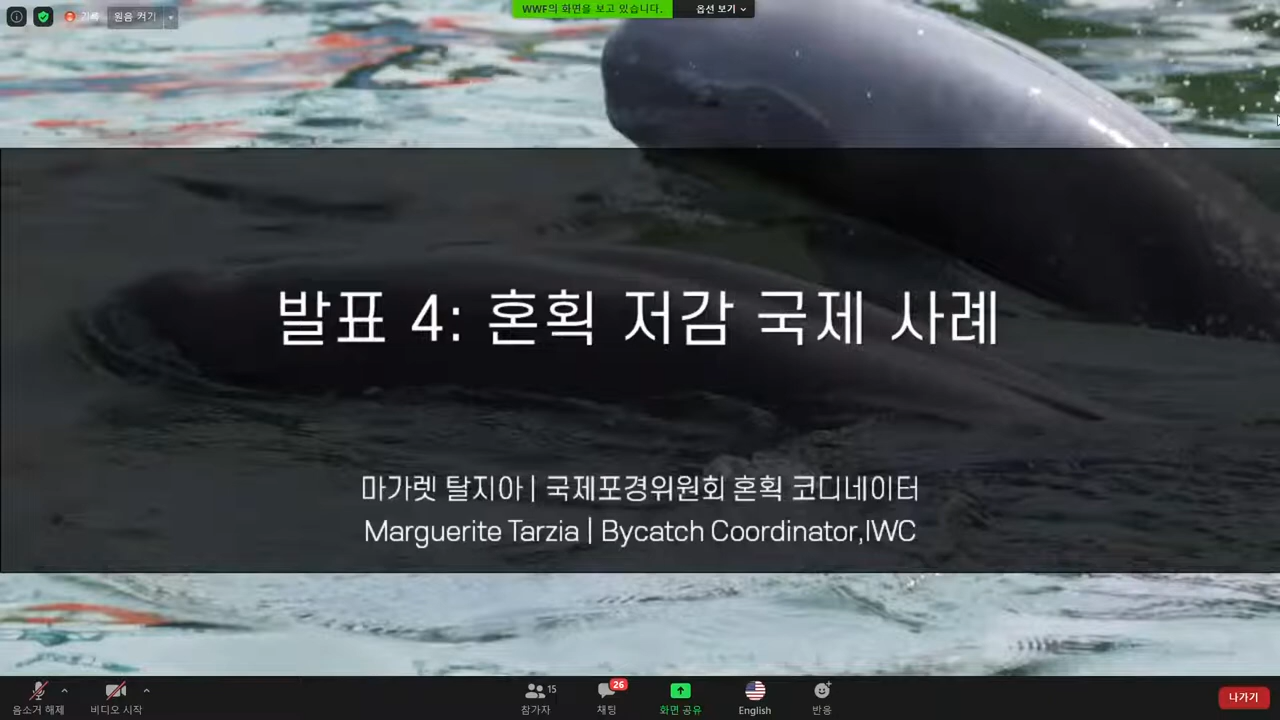 기록
원음 켜기
WWF의 화면을 보고 있습니다.
옵션 보기
발표 4: 혼획 저감 국제 사례
마가렛 탈지아 | 국제포경위원회 혼획 코디네이터
Marguerite Tarzia | Bycatch Coordinator,IWC
음소거 해제
비디오 시작
15
참가자
26
채팅
화면 공유
English
반응
나가기